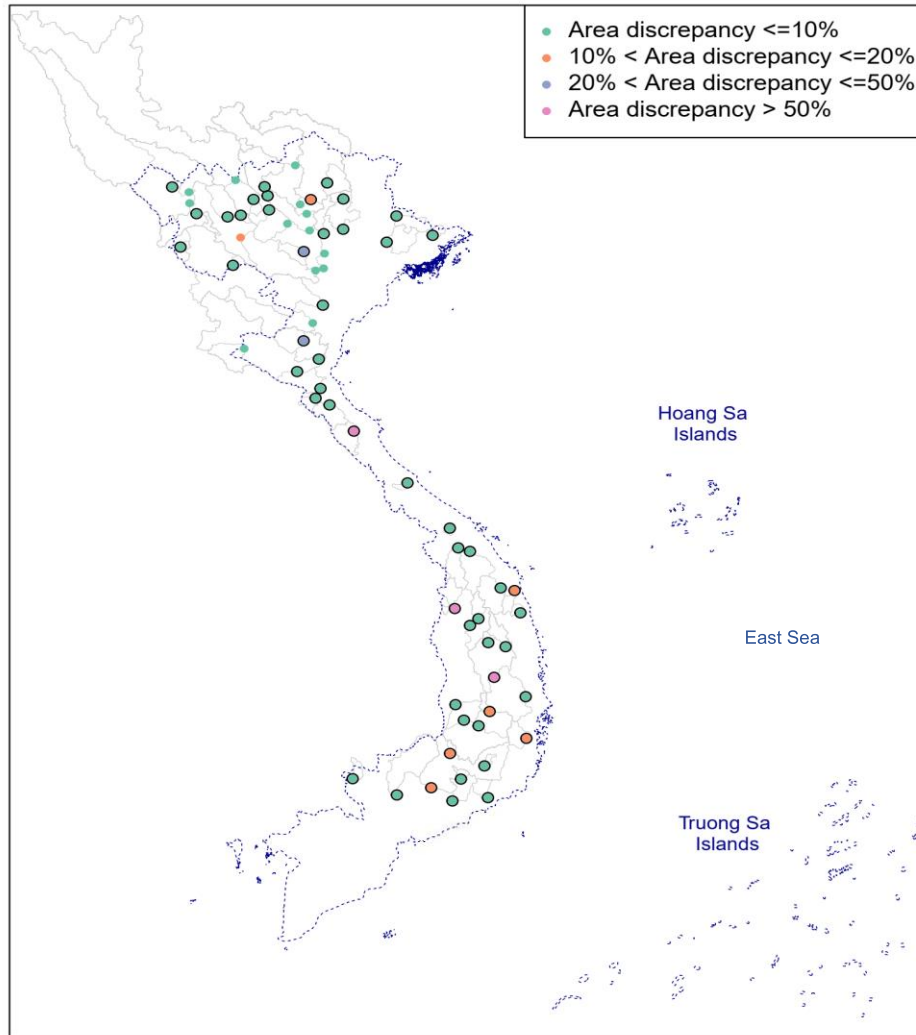 Area discrepancy <=10%
10% < Area discrepancy <=20%
20% < Area discrepancy <=50%
Area discrepancy > 50%
Hoang Sa
Islands
East Sea
Truong Sa
Islands